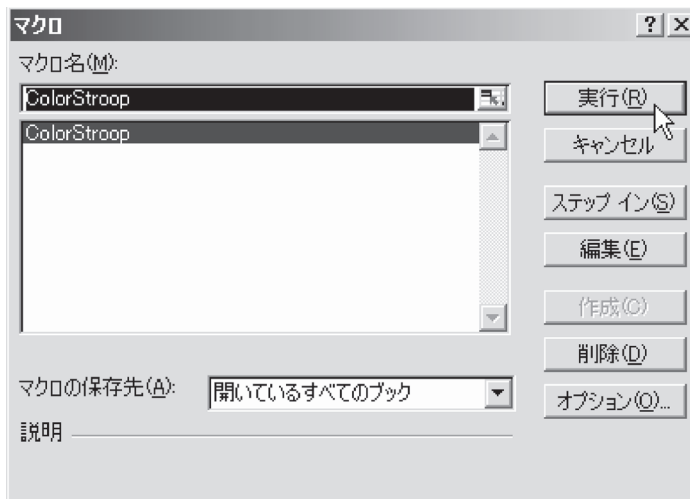 マクロ
マクロ名(M):
ColorStroop
ColorStroop
実行(R)
キャンセル
ステップ イン(S)
編集(E)
作成(C)
削除(D)
オプション(O)...
マクロの保存先(A): 開いているすべてのブック
説明